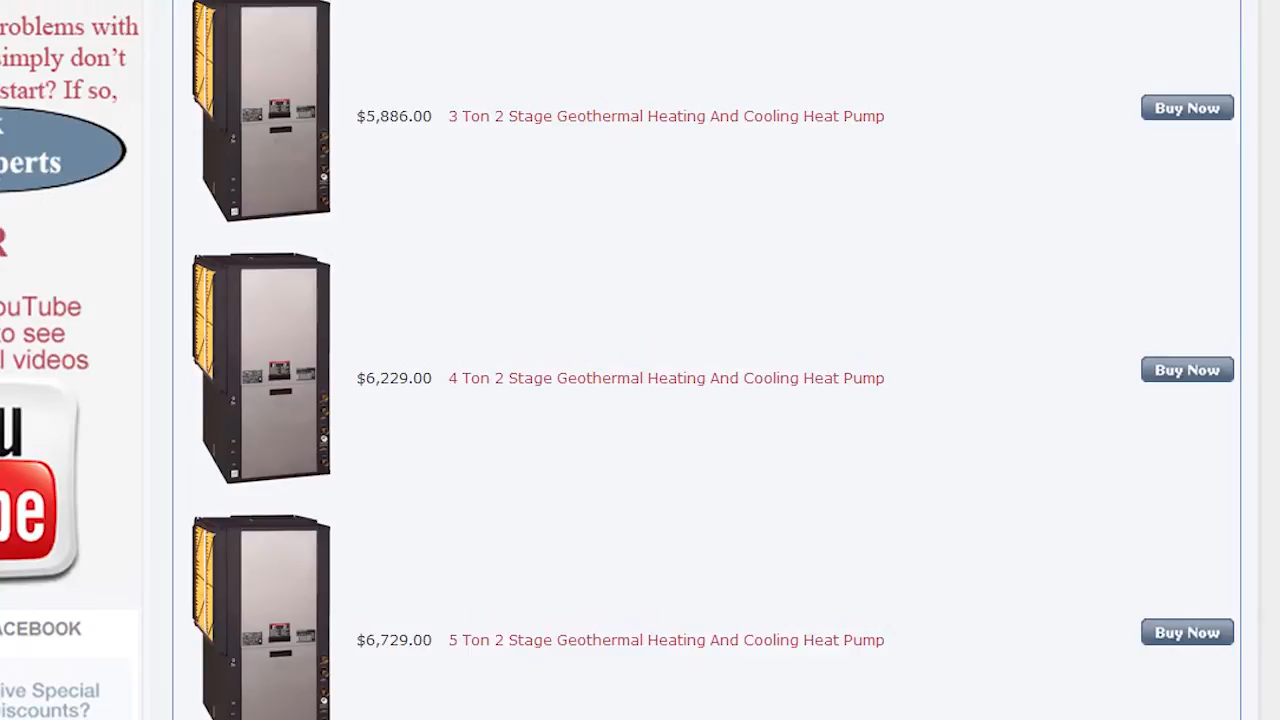 roblems with
simply don't
start? If so,
perts
R
ouTube
to see
l videos
u
be
ACEBOOK
ive Special
iscounts?
$5,886.00 3 Ton 2 Stage Geothermal Heating And Cooling Heat Pump Buy Now
$6,229.00 4 Ton 2 Stage Geothermal Heating And Cooling Heat Pump Buy Now
$6,729.00 5 Ton 2 Stage Geothermal Heating And Cooling Heat Pump Buy Now